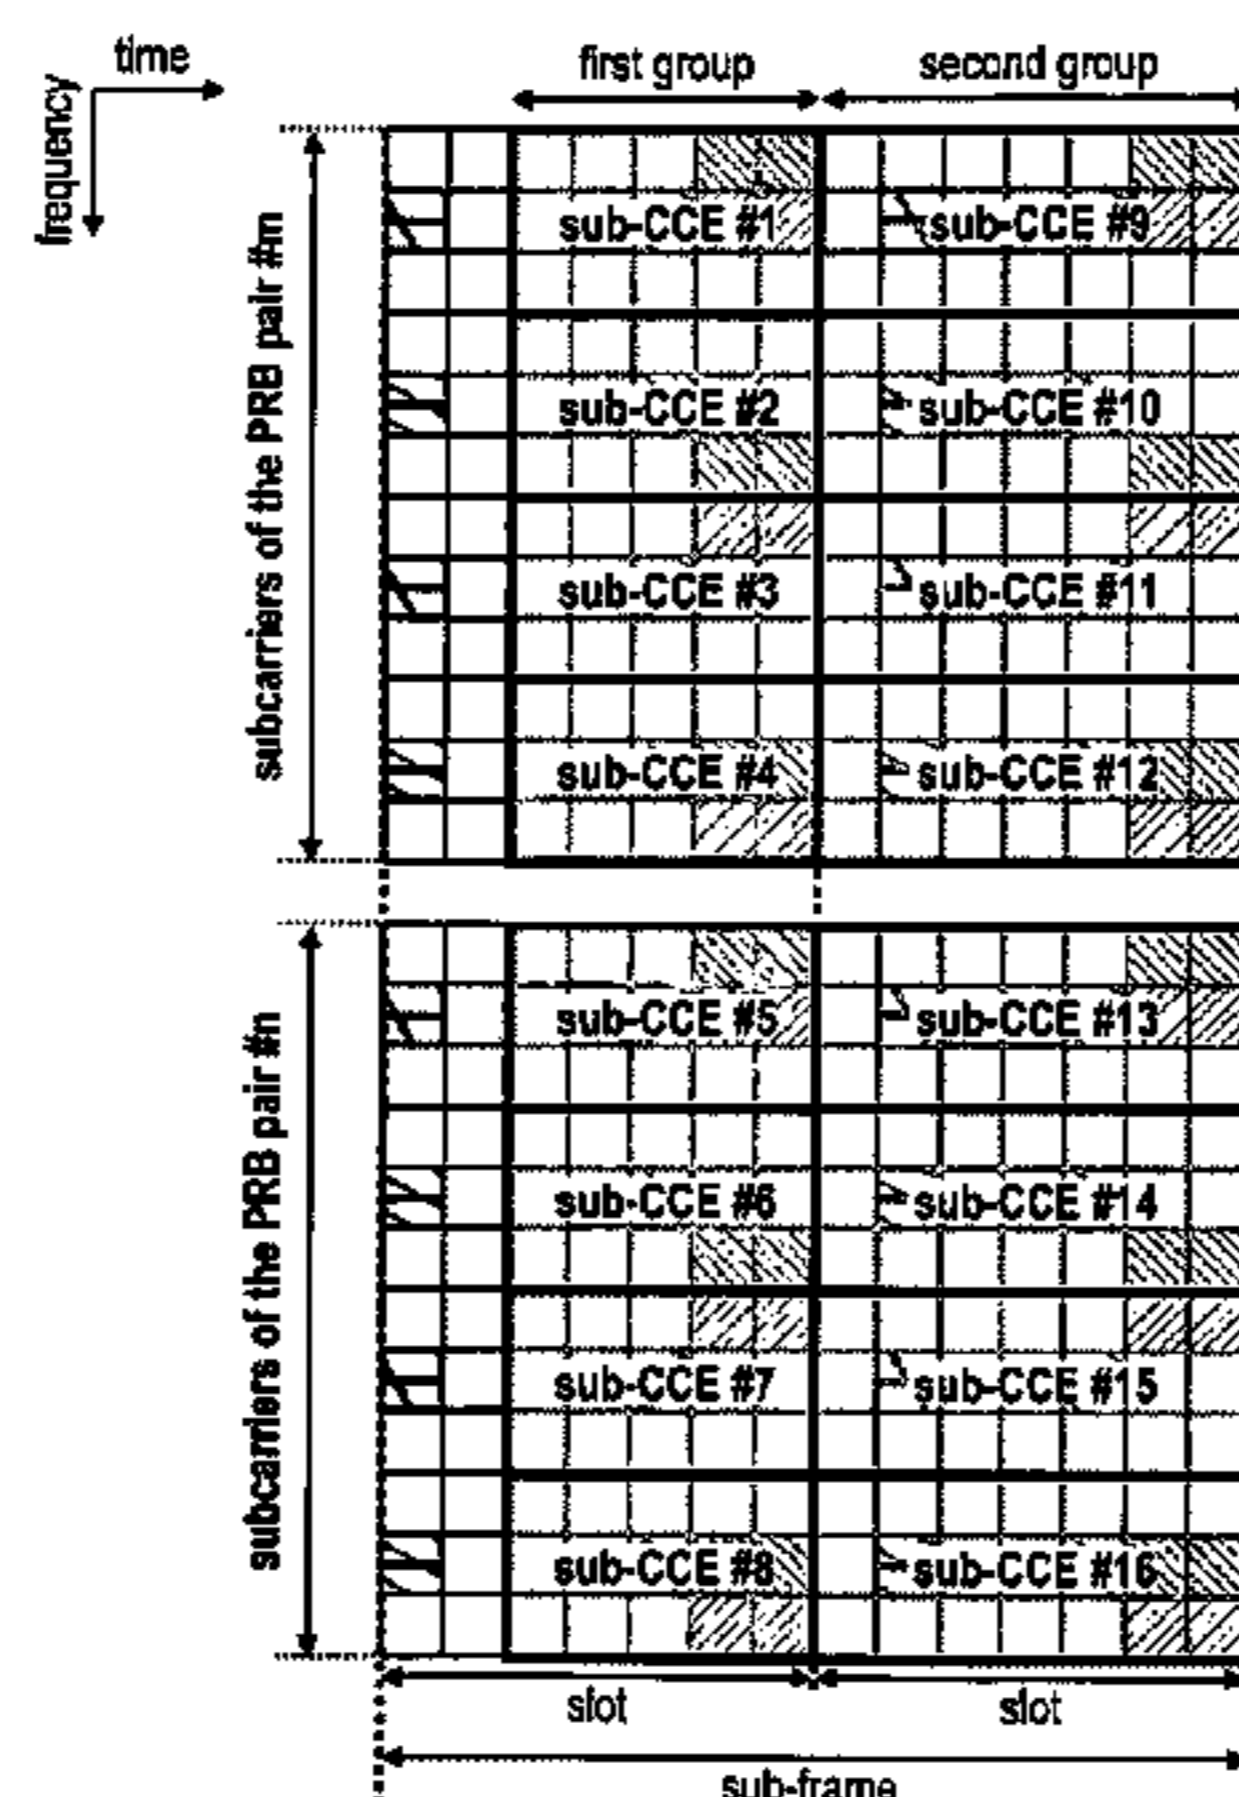 time
first group
second group
frequency
subcarriers of the PRB pair #m
sub-CCE #1
sub-CCE #9
sub-CCE #2
sub-CCE #10
sub-CCE #3
sub-CCE #11
sub-CCE #4
sub-CCE #12
subcarriers of the PRB pair #n
sub-CCE #5
sub-CCE #13
sub-CCE #6
sub-CCE #14
sub-CCE #7
sub-CCE #15
sub-CCE #8
sub-CCE #16
slot
slot
sub-frame